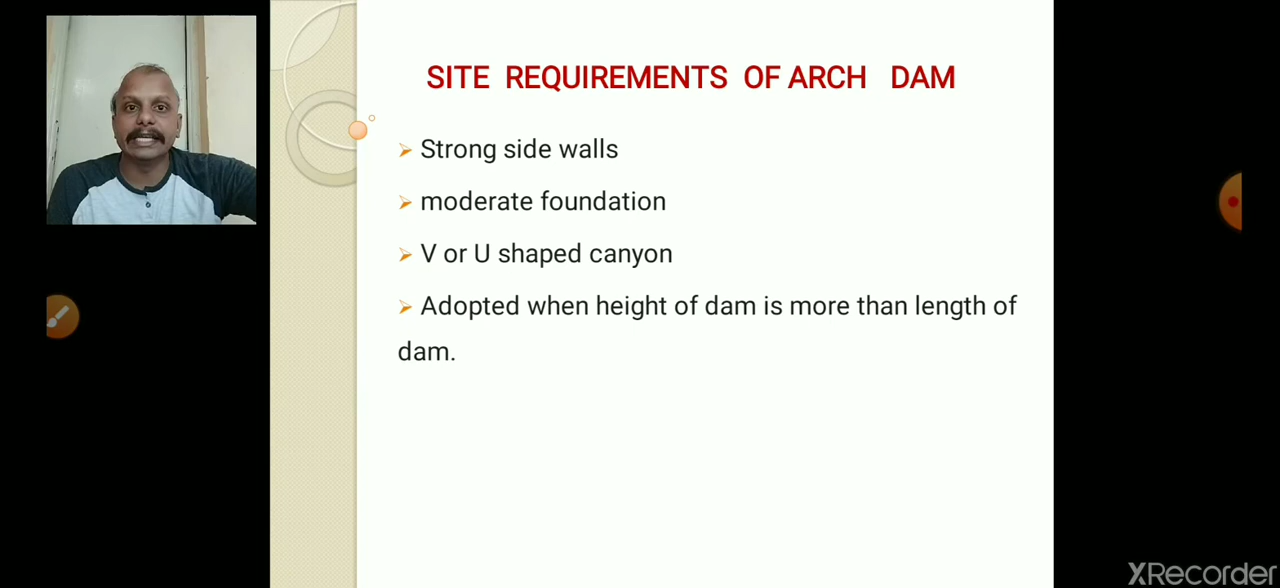 SITE REQUIREMENTS OF ARCH DAM
➢ Strong side walls
➢ moderate foundation
➢ V or U shaped canyon
➢ Adopted when height of dam is more than length of
dam.
XRecorder